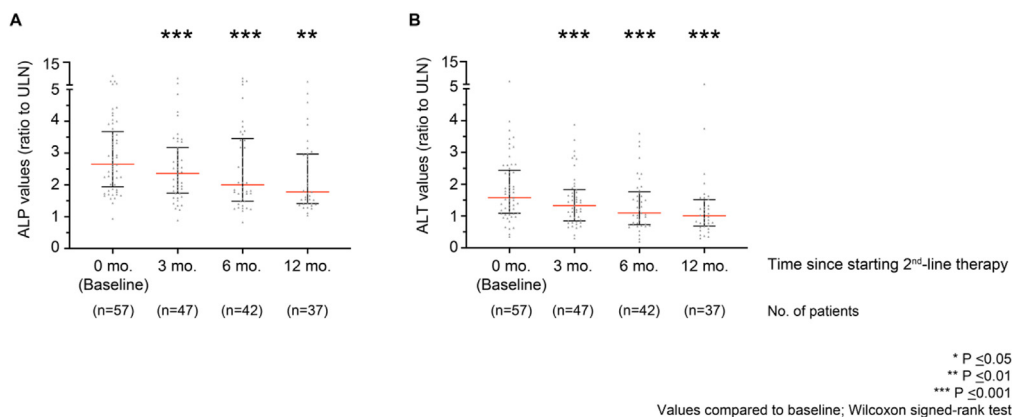 A
*** *** **
ALP values (ratio to ULN)
15
5
5
4
3
2
1
0
0 mo. 3 mo. 6 mo. 12 mo.
(Baseline)
(n=57) (n=47) (n=42) (n=37)
B
*** *** ***
ALT values (ratio to ULN)
15
5
5
4
3
2
1
0
0 mo. 3 mo. 6 mo. 12 mo.
(Baseline)
(n=57) (n=47) (n=42) (n=37)
Time since starting 2nd-line therapy
No. of patients
* P ≤0.05
** P ≤0.01
*** P ≤0.001
Values compared to baseline; Wilcoxon signed-rank test